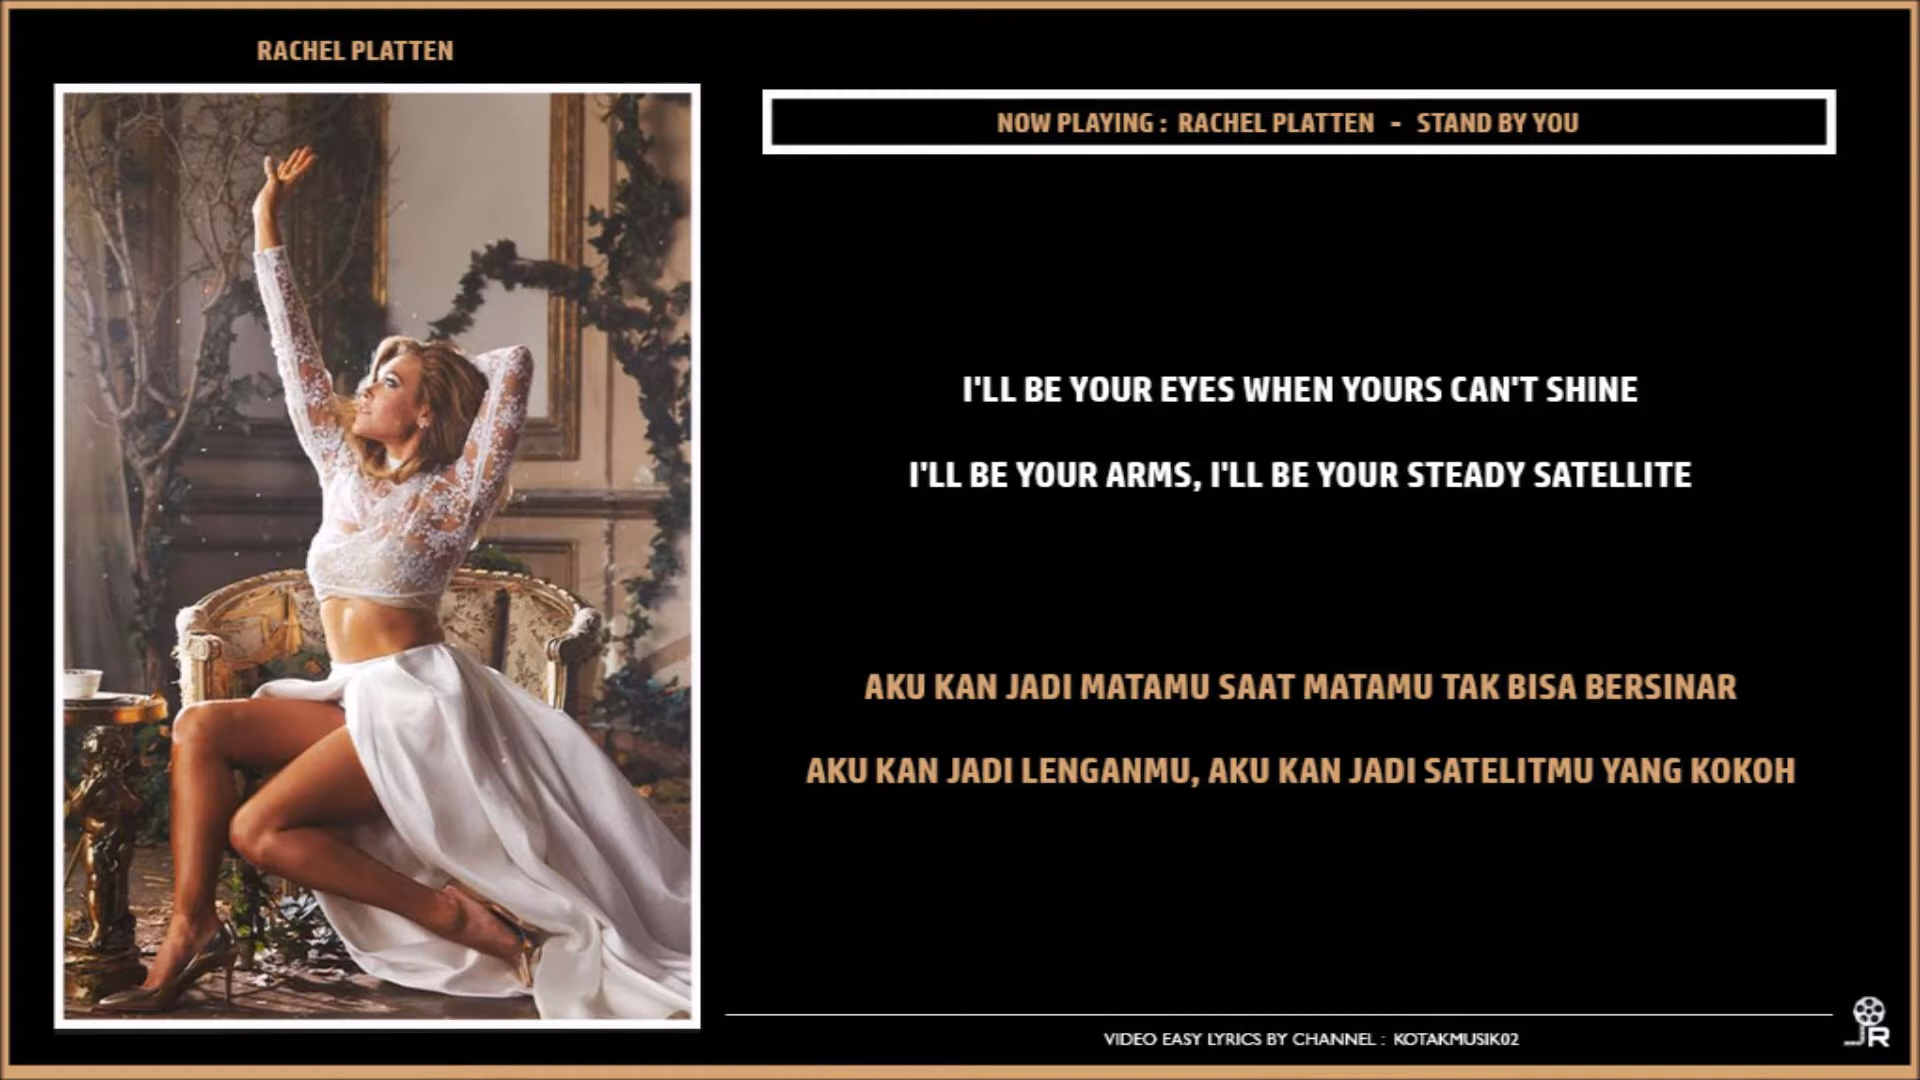 RACHEL PLATTEN
NOW PLAYING : RACHEL PLATTEN - STAND BY YOU
I'LL BE YOUR EYES WHEN YOURS CAN'T SHINE
I'LL BE YOUR ARMS, I'LL BE YOUR STEADY SATELLITE
AKU KAN JADI MATAMU SAAT MATAMU TAK BISA BERSINAR
AKU KAN JADI LENGANMU, AKU KAN JADI SATELITMU YANG KOKOH
VIDEO EASY LYRICS BY CHANNEL : KOTAKMUSIK02
JR